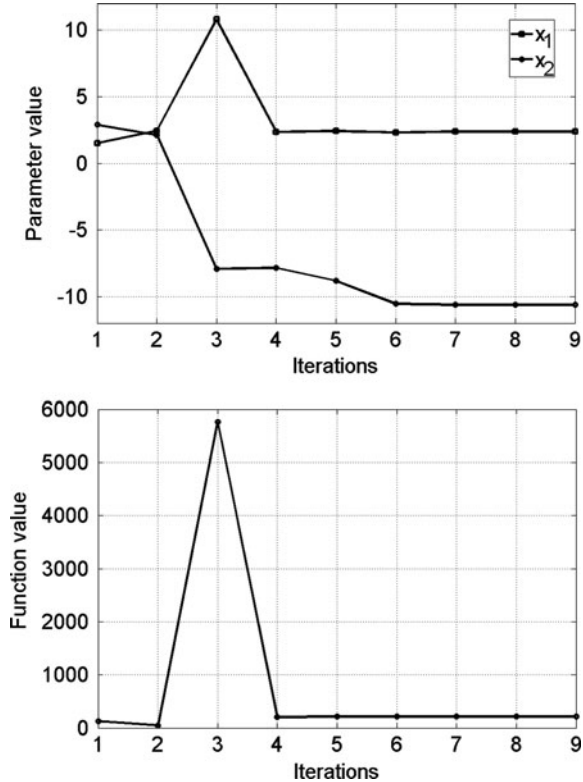 10
5
0
-5
-10
Parameter value
x1
x2
1 2 3 4 5 6 7 8 9
Iterations
6000
5000
4000
3000
2000
1000
0
Function value
1 2 3 4 5 6 7 8 9
Iterations